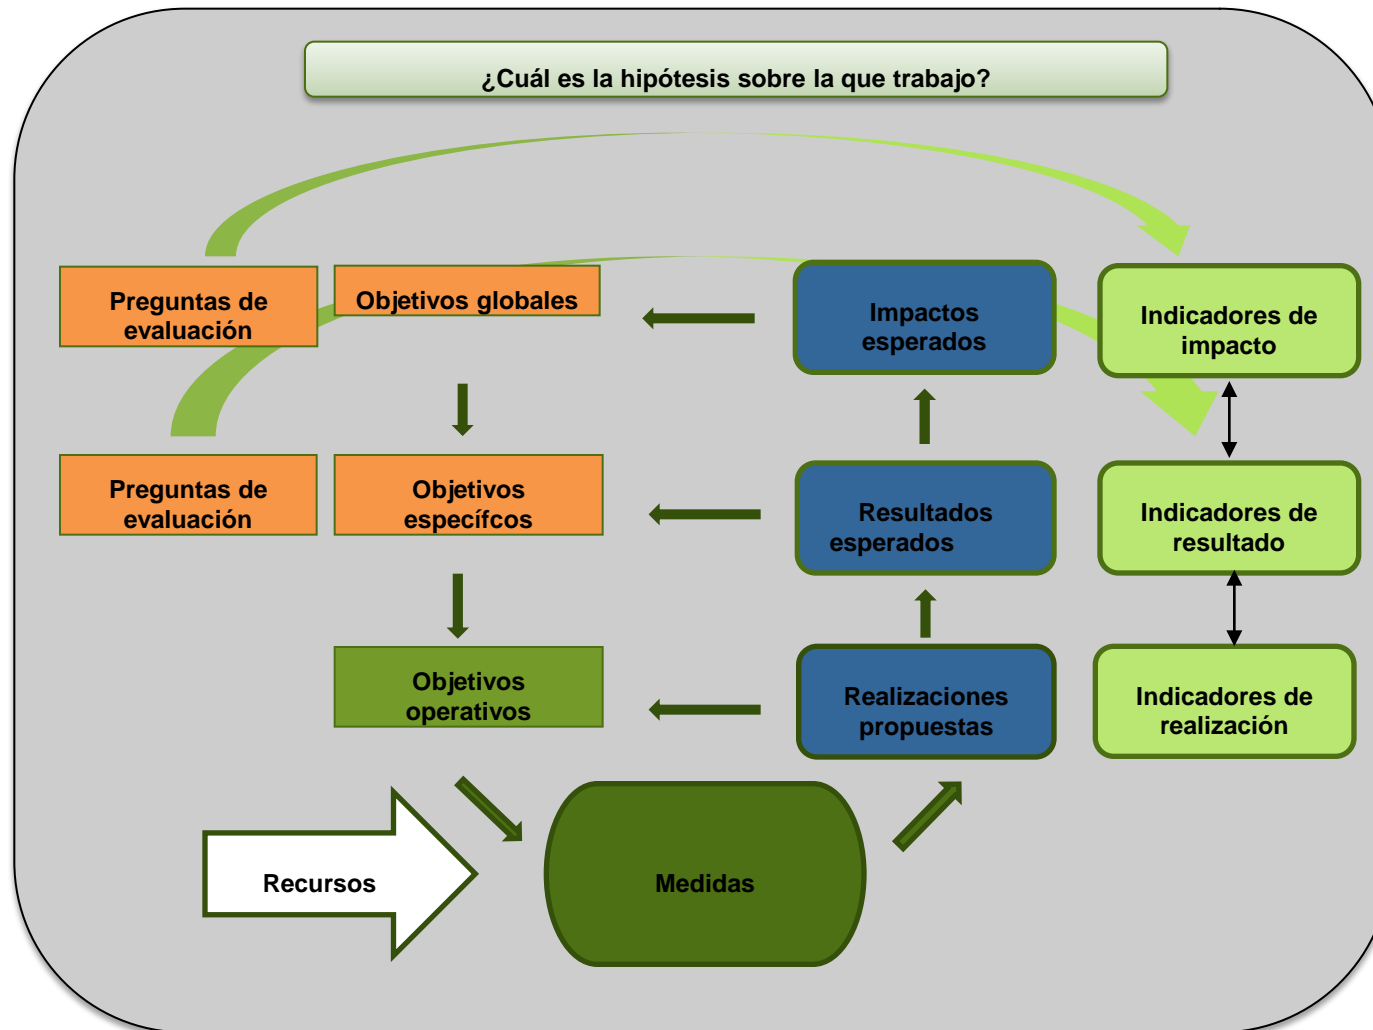 ¿Cuál es la hipótesis sobre la que trabajo?
Preguntas de
evaluación
Objetivos globales
Impactos
esperados
Indicadores de
impacto
Preguntas de
evaluación
Objetivos
específcos
Resultados
esperados
Indicadores de
resultado
Objetivos
operativos
Realizaciones
propuestas
Indicadores de
realización
Recursos
Medidas